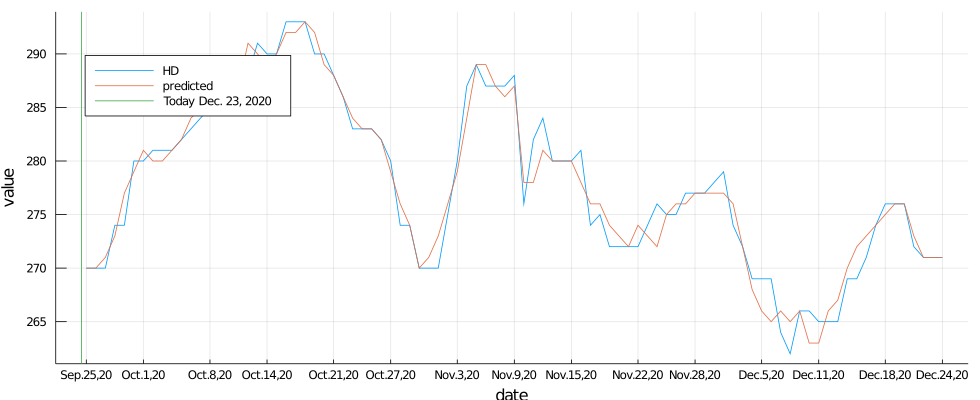 290
285
280
275
270
265
value
HD
predicted
Today Dec. 23, 2020
Sep.25,20 Oct.1,20 Oct.8,20 Oct.14,20 Oct.21,20 Oct.27,20 Nov.3,20 Nov.9,20 Nov.15,20 Nov.22,20 Nov.28,20 Dec.5,20 Dec.11,20 Dec.18,20 Dec.24,20
date